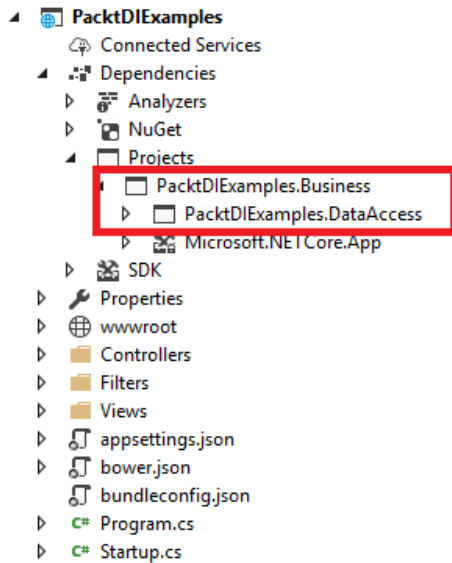 PacktDIExamples
Connected Services
Dependencies
Analyzers
NuGet
Projects
PacktDIExamples.Business
PacktDIExamples.DataAccess
Microsoft.NETCore.App
SDK
Properties
wwwroot
Controllers
Filters
Views
appsettings.json
bower.json
bundleconfig.json
C# Program.cs
C# Startup.cs